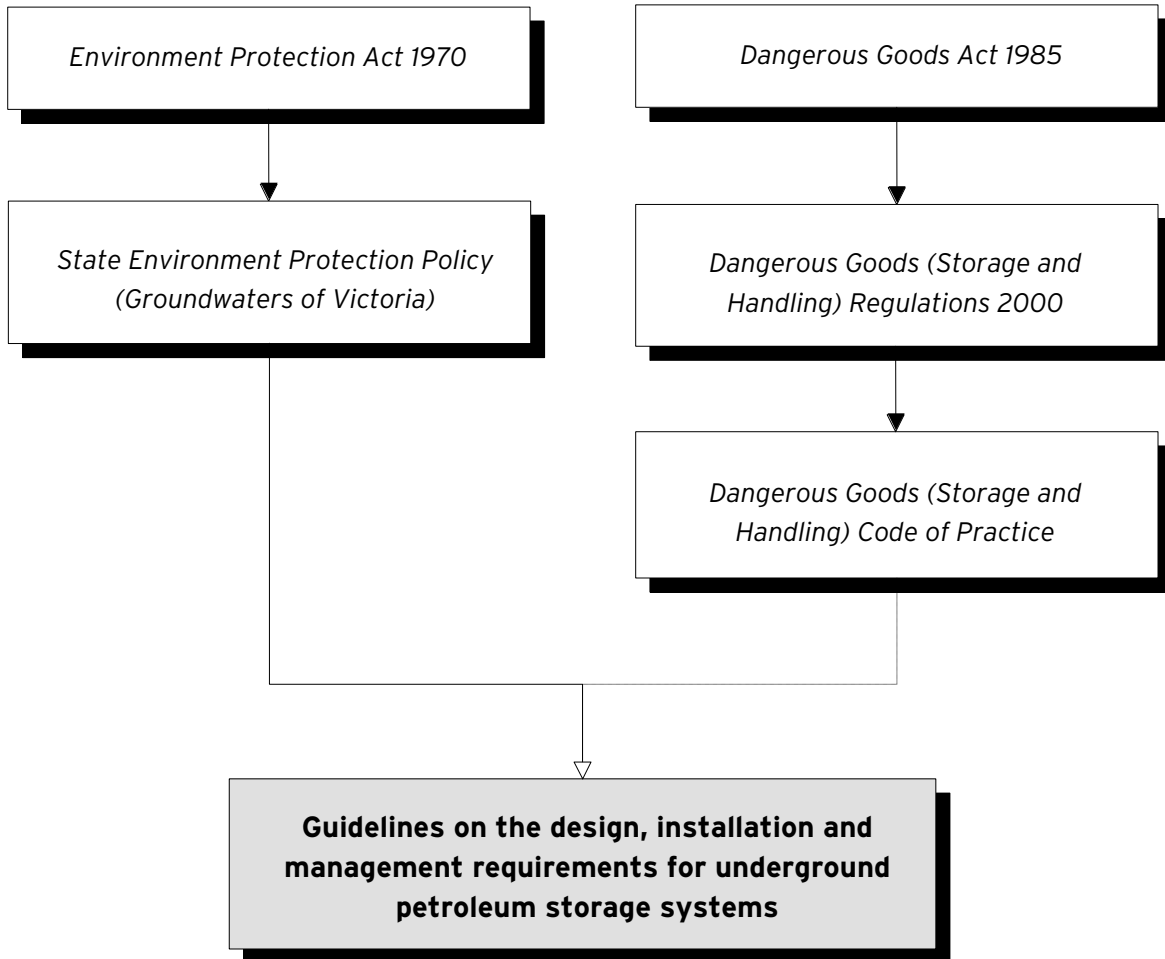 Environment Protection Act 1970
Dangerous Goods Act 1985
State Environment Protection Policy
(Groundwaters of Victoria)
Dangerous Goods (Storage and
Handling) Regulations 2000
Dangerous Goods (Storage and
Handling) Code of Practice
Guidelines on the design, installation and
management requirements for underground
petroleum storage systems